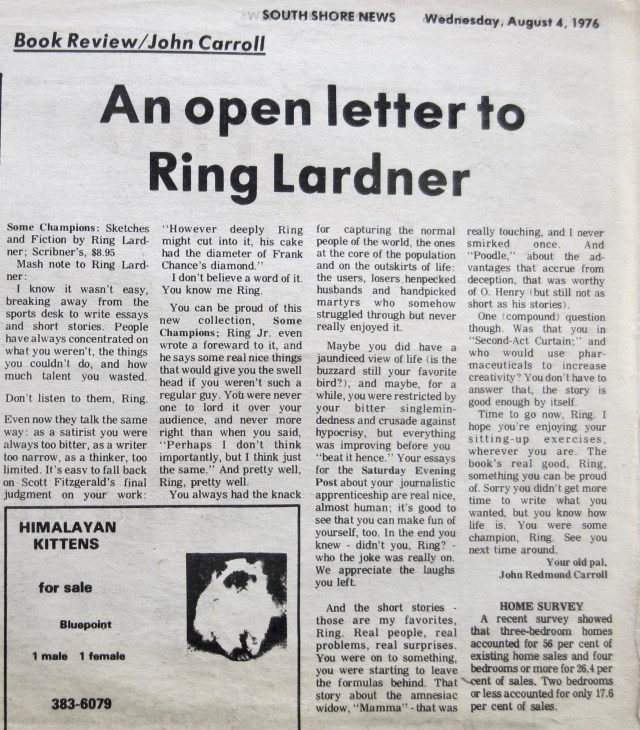 SOUTH SHORE NEWS
Wednesday, August 4, 1976
Book Review/John Carroll
An open letter to
Ring Lardner
Some Champions: Sketches
and Fiction by Ring Lard-
ner; Scribner's, $8.95
Mash note to Ring Lard-
ner:
I know it wasn't easy,
breaking away from the
sports desk to write essays
and short stories. People
have always concentrated on
what you weren't, the things
you couldn't do, and how
much talent you wasted.
Don't listen to them, Ring.
Even now they talk the same
way: as a satirist you were
always too bitter, as a writer
too narrow, as a thinker, too
limited. It's easy to fall back
on Scott Fitzgerald's final
judgment on your work:
"However deeply Ring
might cut into it, his cake
had the diameter of Frank
Chance's diamond."
I don't believe a word of it.
You know me Ring.
You can be proud of this
new collection, Some
Champions; Ring Jr. even
wrote a foreward to it, and
he says some real nice things
that would give you the swell
head if you weren't such a
regular guy. You were never
one to lord it over your
audience, and never more
right than when you said,
"Perhaps I don't think
importantly, but I think just
the same." And pretty well,
Ring, pretty well.
You always had the knack
for capturing the normal
people of the world, the ones
at the core of the population
and on the outskirts of life:
the users, losers, henpecked
husbands and handpicked
martyrs who somehow
struggled through but never
really enjoyed it.
Maybe you did have a
jaundiced view of life (is the
buzzard still your favorite
bird?), and maybe, for a
while, you were restricted by
your bitter singlemin-
dedness and crusade against
hypocrisy, but everything
was improving before you
"beat it hence." Your essays
for the Saturday Evening
Post about your journalistic
apprenticeship are real nice,
almost human; it's good to
see that you can make fun of
yourself, too. In the end you
knew - didn't you, Ring? -
who the joke was really on.
We appreciate the laughs
you left.
And the short stories -
those are my favorites,
Ring. Real people, real
problems, real surprises.
You were on to something,
you were starting to leave
the formulas behind. That
story about the amnesiac
widow, "Mamma" - that was
really touching, and I never
smirked once. And
"Poodle," about the ad-
vantages that accrue from
deception, that was worthy
of O. Henry (but still not as
short as his stories).
One (compound) question
though. Was that you in
"Second-Act Curtain;" and
who would use phar-
maceuticals to increase
creativity? You don't have to
answer that, the story is
good enough by itself.
Time to go now, Ring. I
hope you're enjoying your
sitting-up exercises,
wherever you are. The
book's real good, Ring,
something you can be proud
of. Sorry you didn't get more
time to write what you
wanted, but you know how
life is. You were some
champion, Ring. See you
next time around.
Your old pal,
John Redmond Carroll
HOME SURVEY
A recent survey showed
that three-bedroom homes
accounted for 56 per cent of
existing home sales and four
bedrooms or more for 26.4 per
cent of sales. Two bedrooms
or less accounted for only 17.6
per cent of sales.
HIMALAYAN
KITTENS
for sale
Bluepoint
1 male 1 female
383-6079